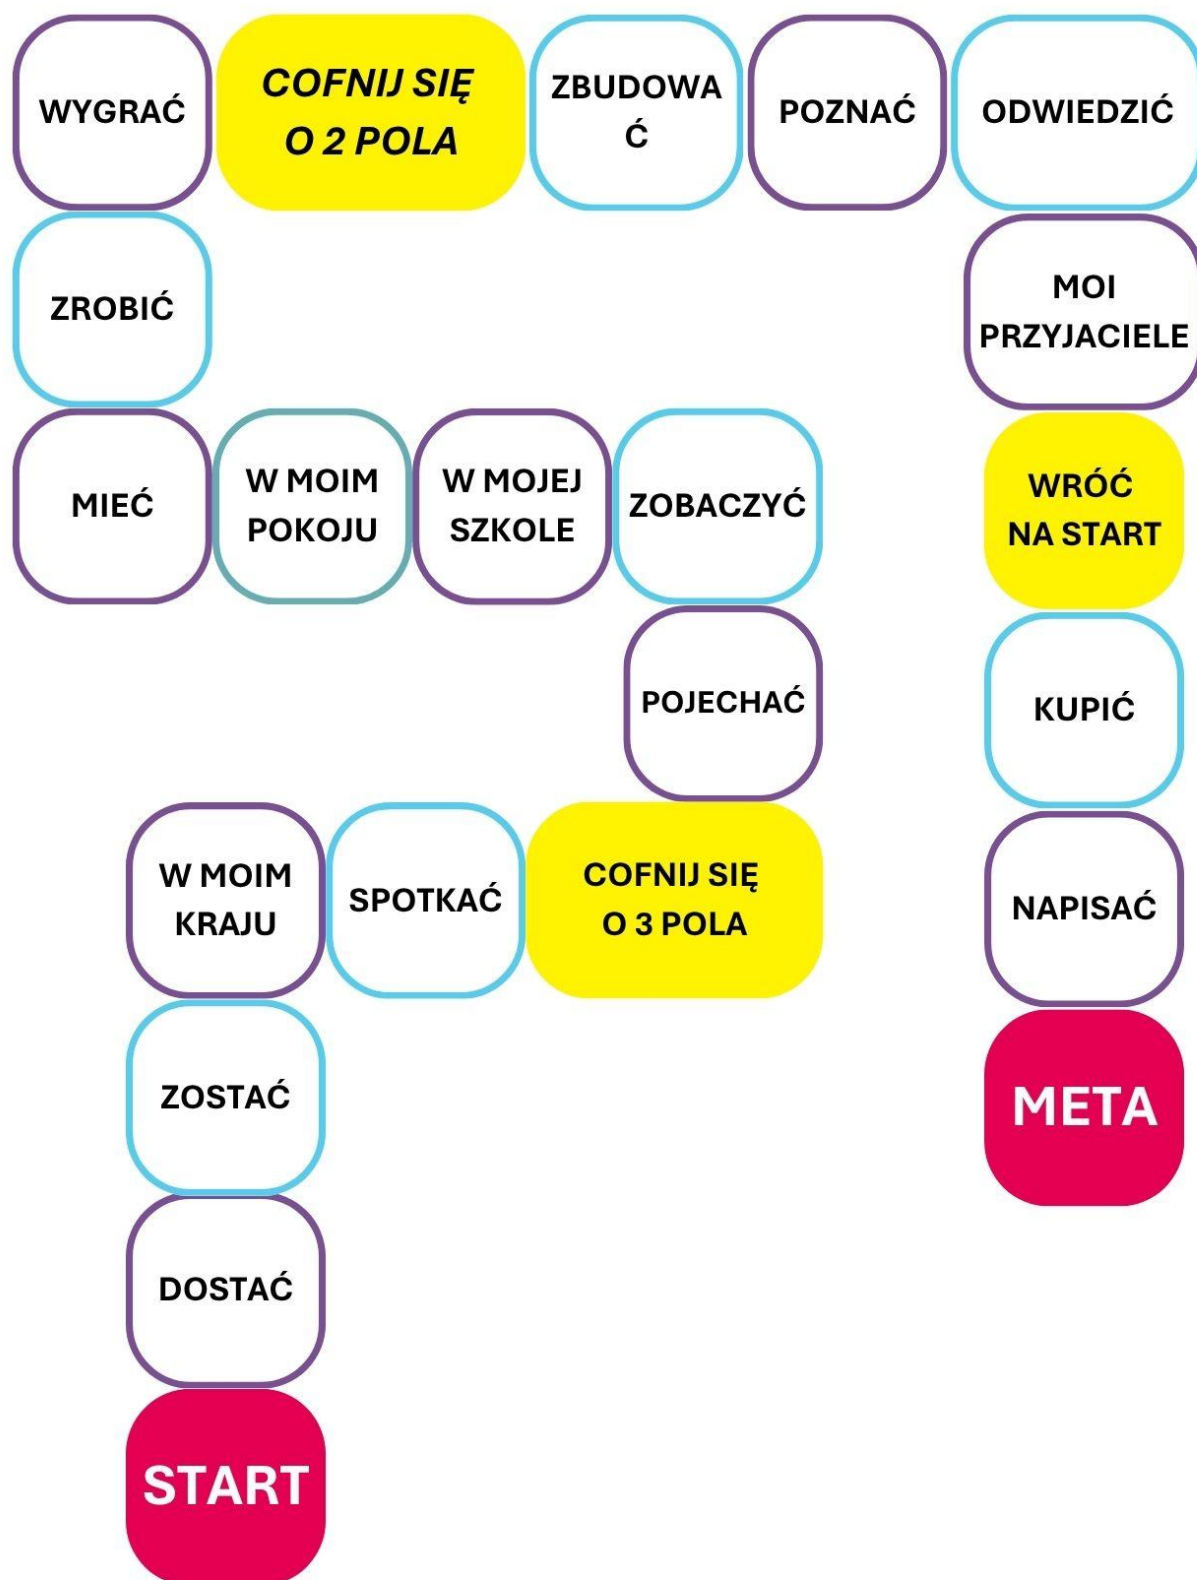 WYGRAĆ
COFNIJ SIĘ
O 2 POLA
ZBUDOWA
Ć
POZNAĆ
ODWIEDZIĆ
ZROBIĆ
MOI
PRZYJACIELE
MIEĆ
W MOIM
POKOJU
W MOJEJ
SZKOLE
ZOBACZYĆ
WRÓĆ
NA START
POJECHAĆ
KUPIĆ
W MOIM
KRAJU
SPOTKAĆ
COFNIJ SIĘ
O 3 POLA
NAPISAĆ
ZOSTAĆ
META
DOSTAĆ
START